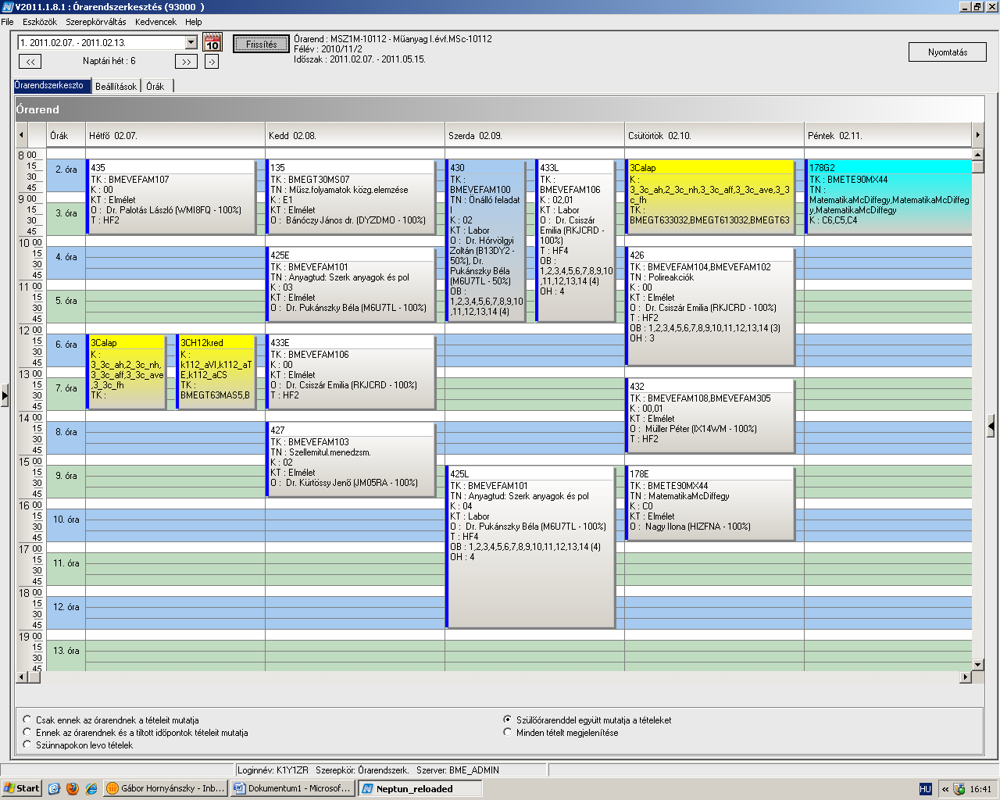 V2011.1.8.1 : Órarendszerkesztés (93000 )
File Eszközök Szerepkörváltás Kedvencek Help
1. 2011.02.07. - 2011.02.13.
10
Frissítés
Órarend : MSZ1M-10112 - Műanyag I.évf.MSc-10112
Félév : 2010/11/2
Időszak : 2011.02.07. - 2011.05.15.
Nyomtatás
<< Naptári hét : 6 >> ->
Órarendszerkeszto Beállítások Órák
Órarend
Órák Hétfő 02.07. Kedd 02.08. Szerda 02.09. Csütörtök 02.10. Péntek 02.11.
8 00
15
30
45
9 00
15
30
45
10 00
15
30
45
11 00
15
30
45
12 00
15
30
45
13 00
15
30
45
14 00
15
30
45
15 00
15
30
45
16 00
15
30
45
17 00
15
30
45
18 00
15
30
45
19 00
15
30
45
2. óra
3. óra
4. óra
5. óra
6. óra
7. óra
8. óra
9. óra
10. óra
11. óra
12. óra
13. óra
435
TK : BMEVEFAM107
K : 00
KT : Elmélet
O : Dr. Palotás László (WMI8FQ - 100%)
T : HF2
3Calap
K :
3_3c_ah,2_3c_nh,
3_3c_aff,3_3c_ave
,3_3c_fh
TK :
3CH12kred
K :
k112_aVI,k112_aT
E,k112_aCS
TK :
BMEGT63MAS5,B
135
TK : BMEGT30MS07
TN : Műsz.folyamatok közg.elemzése
K : E1
KT : Elmélet
O : Bánóczy János dr. (DYZDMO - 100%)
425E
TK : BMEVEFAM101
TN : Anyagtud: Szerk anyagok és pol
K : 03
KT : Elmélet
O : Dr. Pukánszky Béla (M6U7TL - 100%)
433E
TK : BMEVEFAM106
K : 00
KT : Elmélet
O : Dr. Csiszár Emilia (RKJCRD - 100%)
T : HF2
427
TK : BMEVEFAM103
TN : Szellemitul.menedzsm.
K : 02
KT : Elmélet
O : Dr. Kürtössy Jenő (JM05RA - 100%)
430
TK :
BMEVEFAM100
TN : Önálló feladat
I
K : 02
KT : Labor
O : Dr. Hórvölgyi
Zoltán (B13DY2 -
50%), Dr.
Pukánszky Béla
(M6U7TL - 50%)
OB :
1,2,3,4,5,6,7,8,9,10
,11,12,13,14 (4)
433L
TK :
BMEVEFAM106
K : 02,01
KT : Labor
O : Dr. Csiszár
Emilia (RKJCRD -
100%)
T : HF4
OB :
1,2,3,4,5,6,7,8,9,10
,11,12,13,14 (4)
OH : 4
425L
TK : BMEVEFAM101
TN : Anyagtud: Szerk anyagok és pol
K : 04
KT : Labor
O : Dr. Pukánszky Béla (M6U7TL - 100%)
T : HF4
OB : 1,2,3,4,5,6,7,8,9,10,11,12,13,14 (4)
OH : 4
3Calap
K :
3_3c_ah,2_3c_nh,3_3c_aff,3_3c_ave,3_3
c_fh
TK :
BMEGT633032,BMEGT613032,BMEGT63
426
TK : BMEVEFAM104,BMEVEFAM102
TN : Polireakciók
K : 00
KT : Elmélet
O : Dr. Csiszár Emilia (RKJCRD - 100%)
T : HF2
OB : 1,2,3,4,5,6,7,8,9,10,11,12,13,14 (3)
OH : 3
432
TK : BMEVEFAM108,BMEVEFAM305
K : 00,01
KT : Elmélet
O : Müller Péter (IX14WM - 100%)
T : HF2
178E
TK : BMETE90MX44
TN : MatematikaMcDiffegy
K : C0
KT : Elmélet
O : Nagy Ilona (HIZFNA - 100%)
178G2
TK : BMETE90MX44
TN :
MatematikaMcDiffegy,MatematikaMcDiffeg
y,MatematikaMcDiffegy
K : C6,C5,C4
Csak ennek az órarendnek a tételeit mutatja
Ennek az órarendnek és a tiltott időpontok tételeit mutatja
Szünnapokon levo tételek
Szülőórarenddel együtt mutatja a tételeket
Minden tételt megjelenítése
Loginnév: K1Y1ZR Szerepkör: Órarendszerk. Szerver: BME_ADMIN
Start Gábor Hornyánszky - Inb... Dokumentum1 - Microsof... Neptun_reloaded HU « 16:41